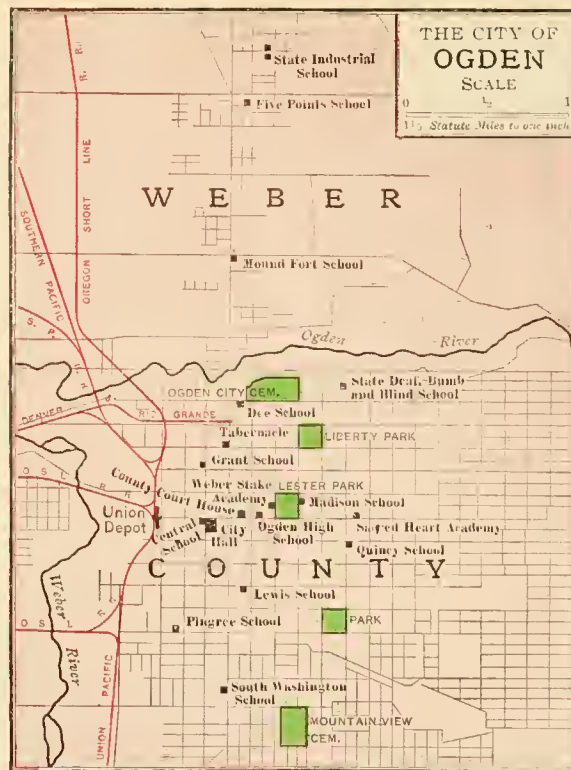 THE CITY OF
OGDEN
SCALE
0 ½ 1
1⅓ Statute Miles to one inch
State Industrial
School
Five Points School
R. R.
OREGON SHORT LINE
SOUTHERN PACIFIC
WEBER
Mound Fort School
Ogden River
S. P.
OGDEN CITY CEM.
State Deaf, Dumb
and Blind School
Dee School
DENVER & RIO GRANDE
Tabernacle
LIBERTY PARK
Grant School
O S L R R
County Court House
Weber Stake
Academy
LESTER PARK
Madison School
Union
Depot
Central
School
City
Hall
Ogden High
School
Sacred Heart Academy
Quincy School
COUNTY
Weber River
Lewis School
O S L
Pingree School
PARK
UNION PACIFIC
South Washington
School
MOUNTAIN VIEW
CEM.